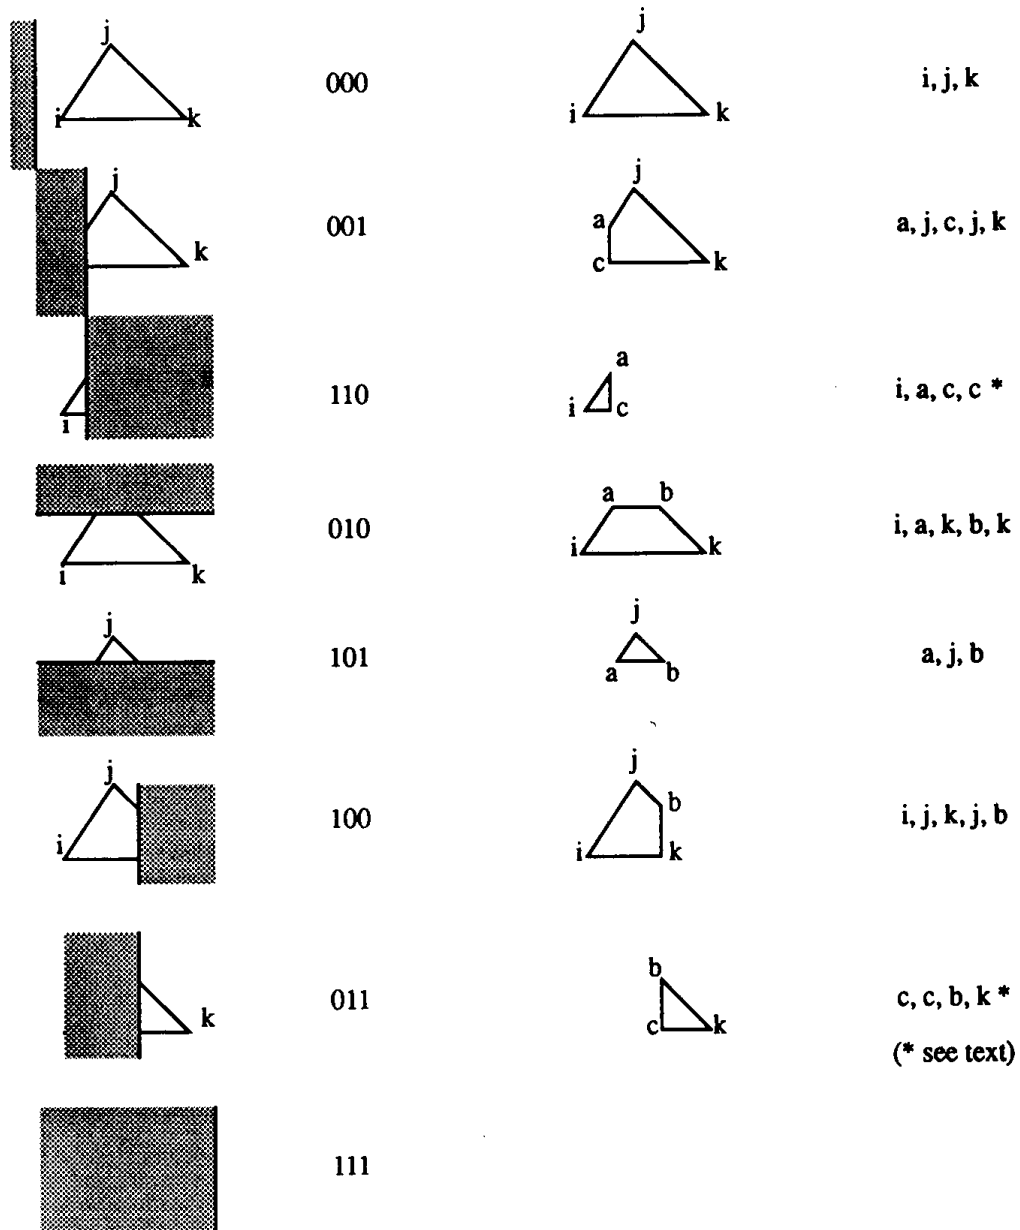 j
i
k
000
j
i
k
i, j, k
j
k
001
j
a
c
k
a, j, c, j, k
i
110
a
i
c
i, a, c, c *
i
k
010
a
b
i
k
i, a, k, b, k
j
101
j
a
b
a, j, b
j
i
100
j
b
i
k
i, j, k, j, b
k
011
b
c
k
c, c, b, k *
(* see text)
111